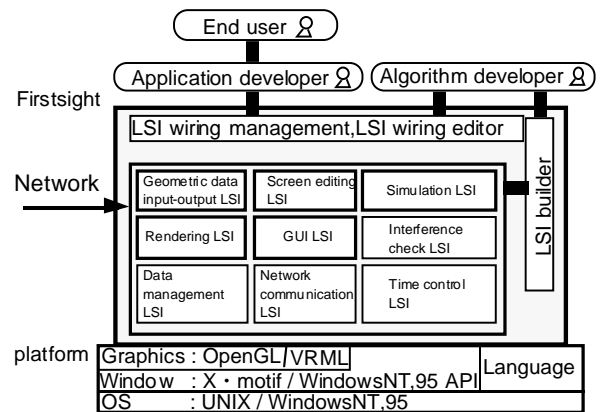 End user
Application developer
Algorithm developer
Firstsight
LSI wiring management,LSI wiring editor
LSI builder
Network
Geometric data
input-output LSI
Screen editing
LSI
Simulation LSI
Rendering LSI
GUI LSI
Interference
check LSI
Data
management
LSI
Network
communication
LSI
Time control
LSI
platform
Graphics : OpenGL/VRML
Language
Window : X・motif / WindowsNT,95 API
OS : UNIX / WindowsNT,95